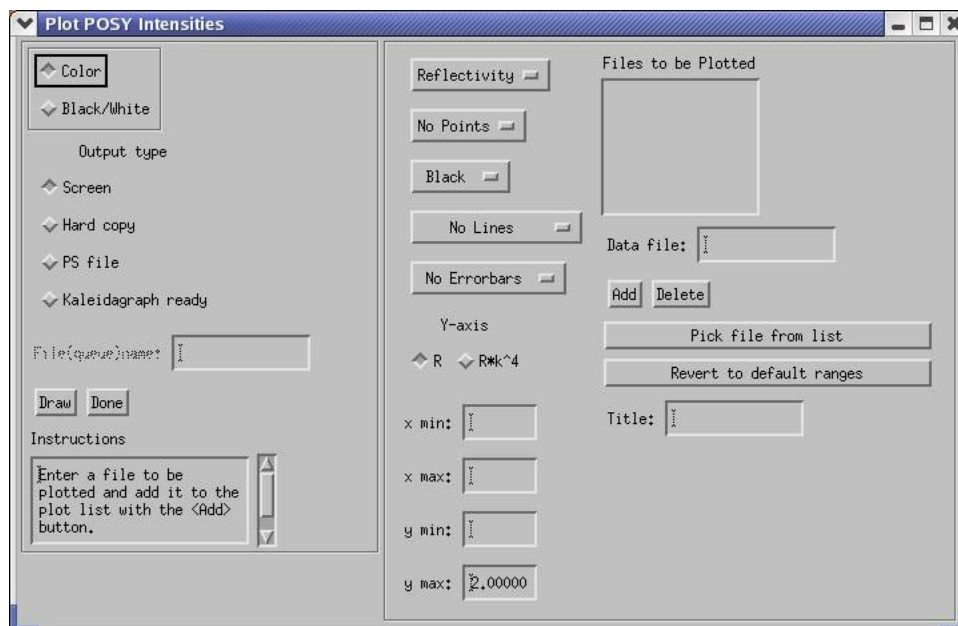 Plot POSY Intensities
Color
Black/White
Output type
Screen
Hard copy
PS file
Kaleidagraph ready
File(queue)name:
Draw Done
Instructions
Enter a file to be
plotted and add it to the
plot list with the <Add>
button.
Reflectivity
No Points
Black
No Lines
No Errorbars
Y-axis
R R*k^4
x min:
x max:
y min:
y max: 2.00000
Files to be Plotted
Data file:
Add Delete
Pick file from list
Revert to default ranges
Title: